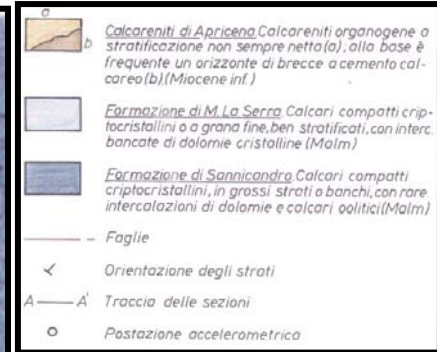 a
b
Calcareniti di Apricena. Calcareniti organogene a
stratificazione non sempre netta(a); alla base è
frequente un orizzonte di brecce a cemento cal-
careo (b).(Miocene inf.)
Formazione di M. La Serra. Calcari compatti crip-
tocristallini o a grana fine, ben stratificati, con interc.
bancate di dolomie cristalline (Malm)
Formazione di Sannicandro. Calcari compatti
criptocristallini, in grossi strati o banchi, con rare
intercalazioni di dolomie e calcari oolitici (Malm)
Faglie
Orientazione degli strati
A — A' Traccia delle sezioni
Postazione accelerometrica